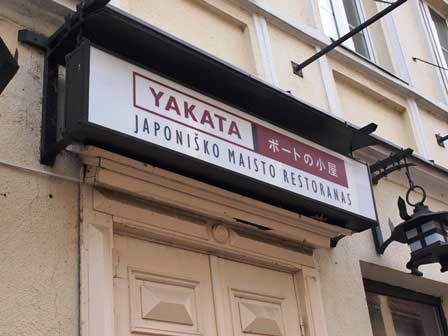 YAKATA ボートの小屋
JAPONIŠKO MAISTO RESTORANAS